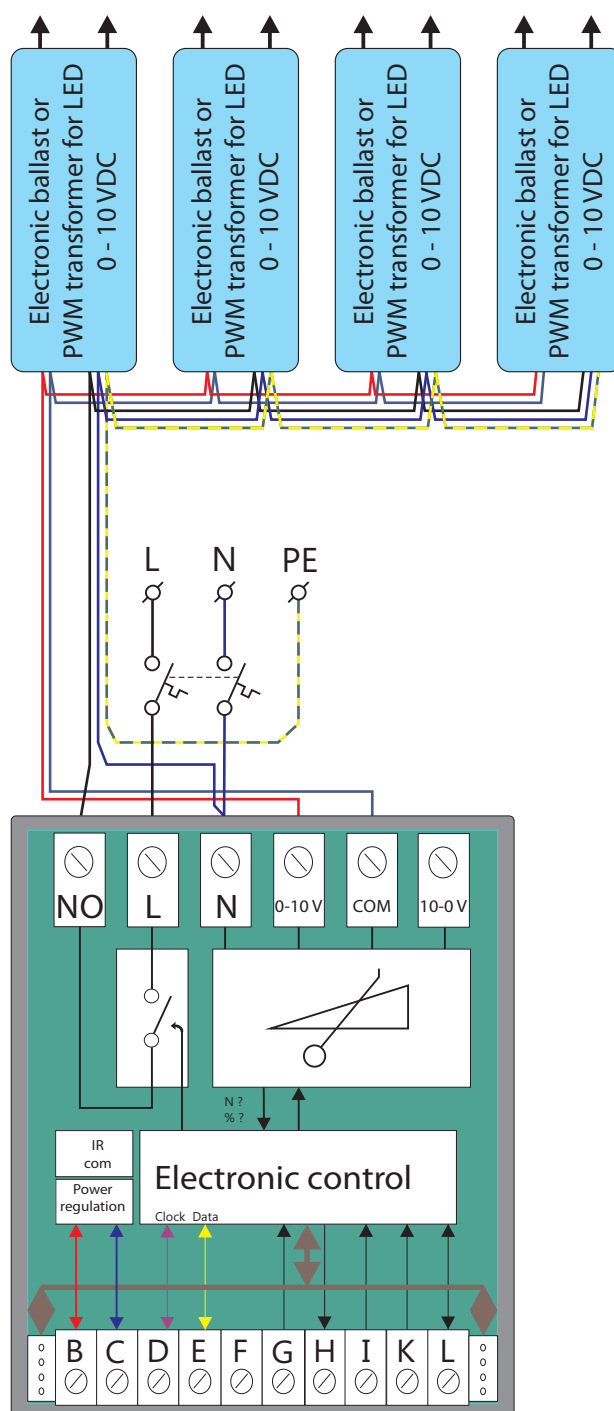 Electronic ballast or
PWM transformer for LED
0 - 10 VDC
Electronic ballast or
PWM transformer for LED
0 - 10 VDC
Electronic ballast or
PWM transformer for LED
0 - 10 VDC
Electronic ballast or
PWM transformer for LED
0 - 10 VDC
L N PE
NO L N 0-10 V COM 10-0 V
N ?
% ?
IR
com
Power
regulation
Electronic control
Clock Data
B C D E F G H I K L